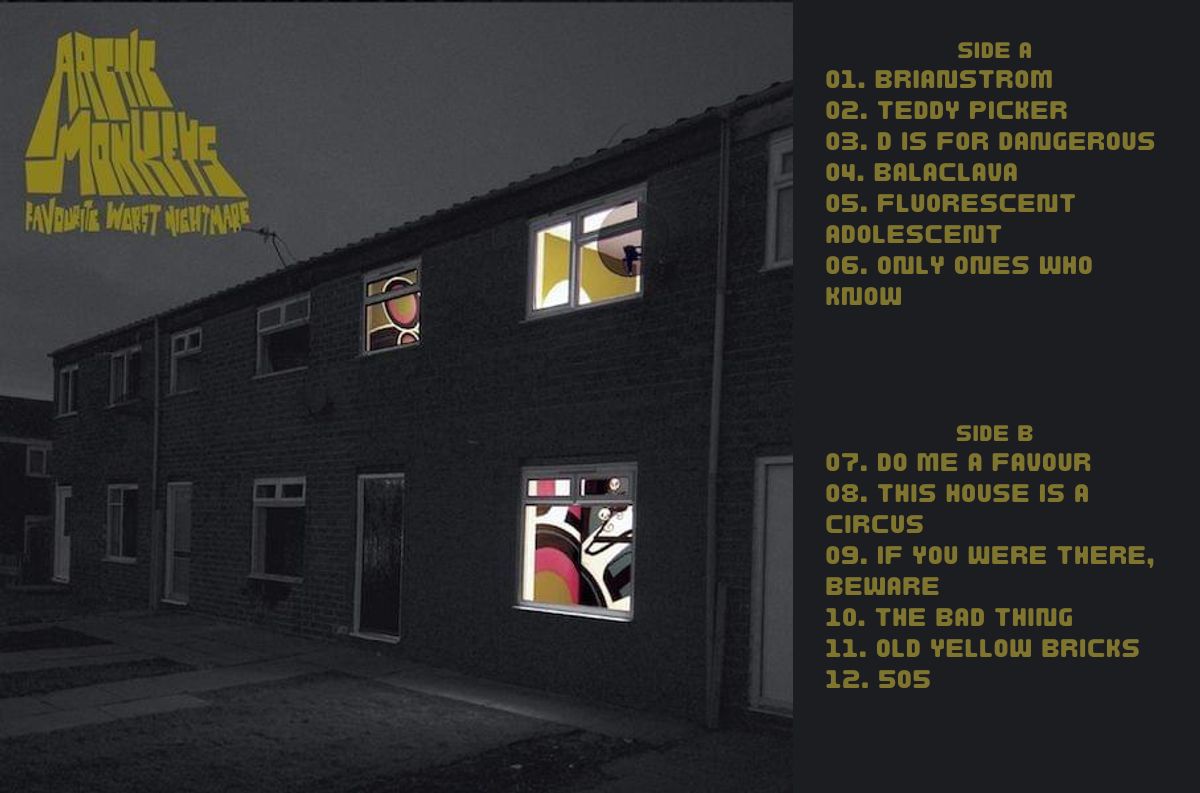 ARCTIC
MONKEYS
FAVOURITE WORST NIGHTMARE
SIDE A
01. BRIANSTROM
02. TEDDY PICKER
03. D IS FOR DANGEROUS
04. BALACLAVA
05. FLUORESCENT
ADOLESCENT
06. ONLY ONES WHO
KNOW
SIDE B
07. DO ME A FAVOUR
08. THIS HOUSE IS A
CIRCUS
09. IF YOU WERE THERE,
BEWARE
10. THE BAD THING
11. OLD YELLOW BRICKS
12. 505